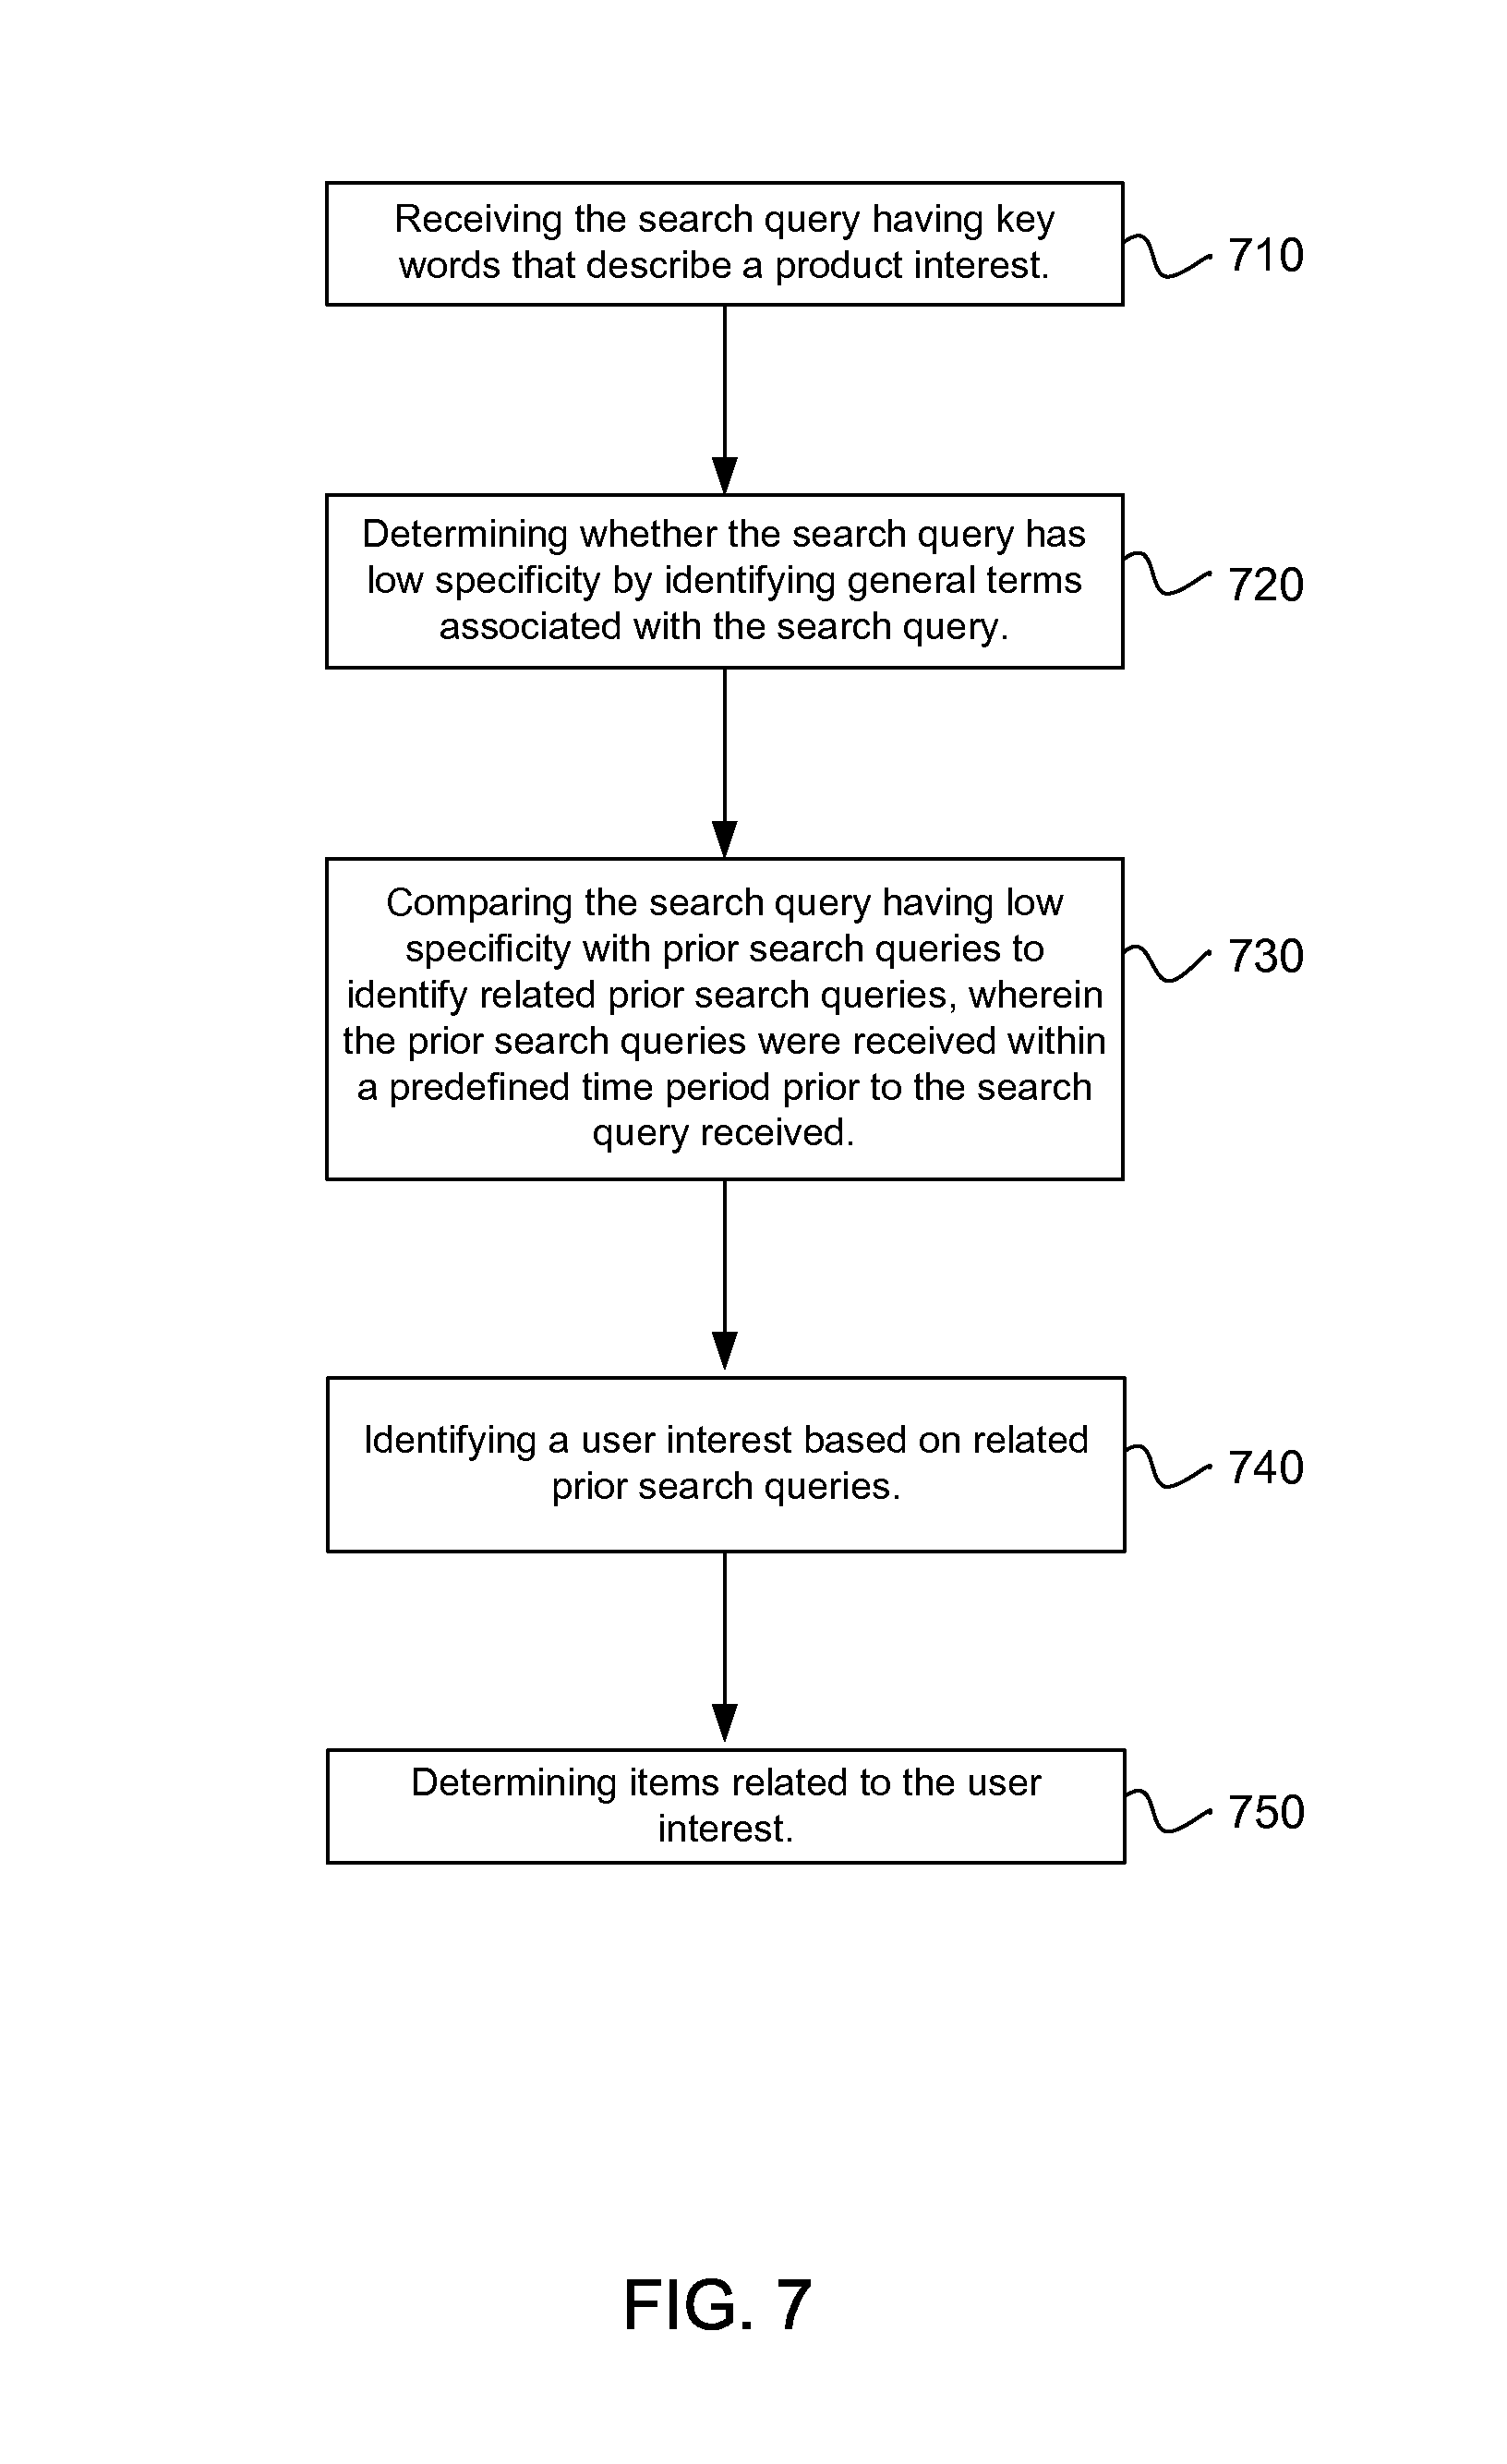 Receiving the search query having key
words that describe a product interest.
710
Determining whether the search query has
low specificity by identifying general terms
associated with the search query.
720
Comparing the search query having low
specificity with prior search queries to
identify related prior search queries, wherein
the prior search queries were received within
a predefined time period prior to the search
query received.
730
Identifying a user interest based on related
prior search queries.
740
Determining items related to the user
interest.
750
FIG. 7